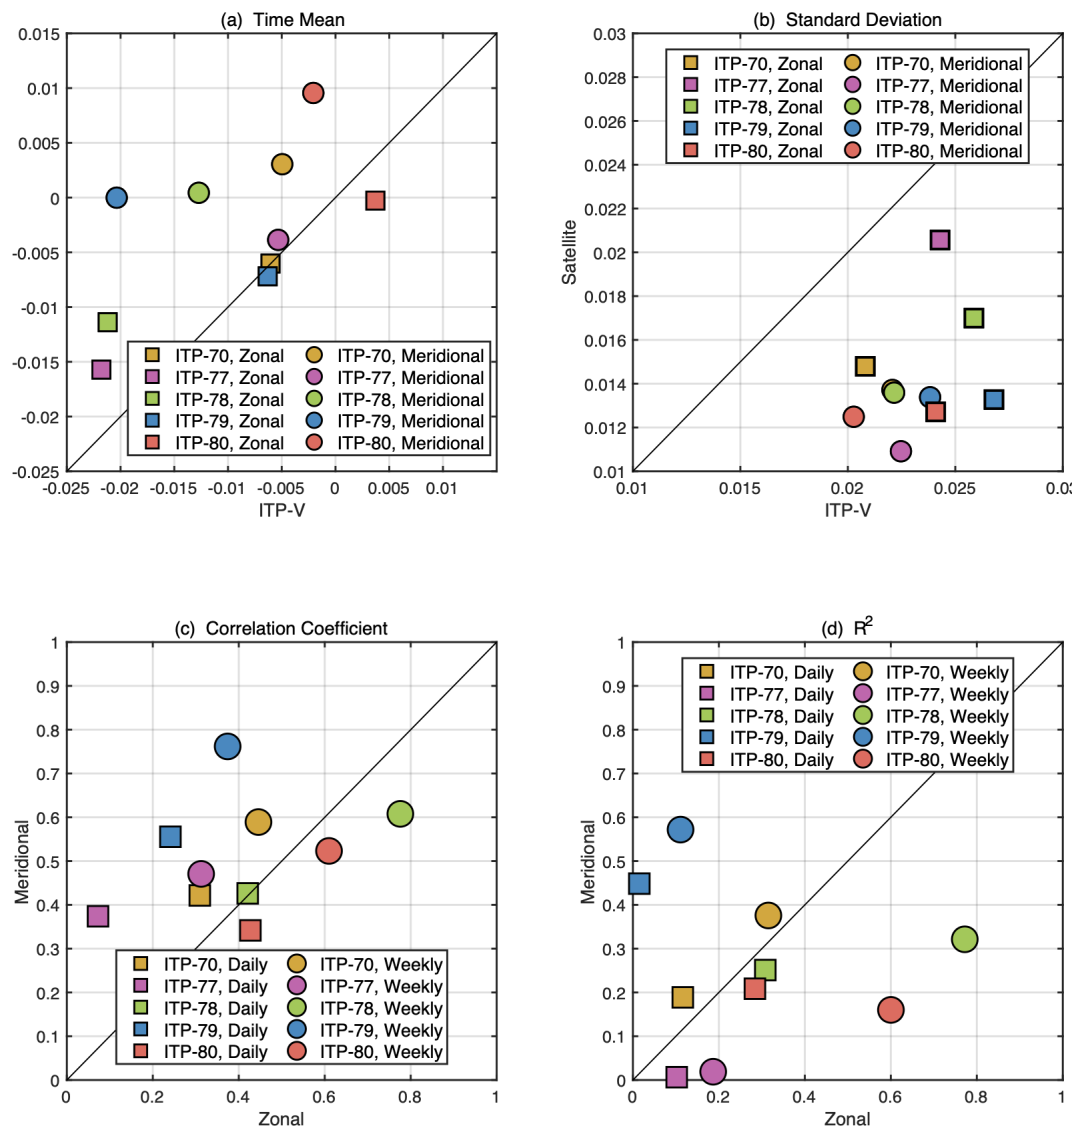 (a) Time Mean
0.015
0.01
0.005
0
-0.005
-0.01
-0.015
-0.02
-0.025
-0.025 -0.02 -0.015 -0.01 -0.005 0 0.005 0.01
ITP-V
ITP-70, Zonal ITP-70, Meridional
ITP-77, Zonal ITP-77, Meridional
ITP-78, Zonal ITP-78, Meridional
ITP-79, Zonal ITP-79, Meridional
ITP-80, Zonal ITP-80, Meridional
(b) Standard Deviation
Satellite
0.03
0.028
0.026
0.024
0.022
0.02
0.018
0.016
0.014
0.012
0.01
0.01 0.015 0.02 0.025 0.03
ITP-V
ITP-70, Zonal ITP-70, Meridional
ITP-77, Zonal ITP-77, Meridional
ITP-78, Zonal ITP-78, Meridional
ITP-79, Zonal ITP-79, Meridional
ITP-80, Zonal ITP-80, Meridional
(c) Correlation Coefficient
Meridional
1
0.9
0.8
0.7
0.6
0.5
0.4
0.3
0.2
0.1
0
0 0.2 0.4 0.6 0.8 1
Zonal
ITP-70, Daily ITP-70, Weekly
ITP-77, Daily ITP-77, Weekly
ITP-78, Daily ITP-78, Weekly
ITP-79, Daily ITP-79, Weekly
ITP-80, Daily ITP-80, Weekly
(d) R²
Meridional
1
0.9
0.8
0.7
0.6
0.5
0.4
0.3
0.2
0.1
0
0 0.2 0.4 0.6 0.8 1
Zonal
ITP-70, Daily ITP-70, Weekly
ITP-77, Daily ITP-77, Weekly
ITP-78, Daily ITP-78, Weekly
ITP-79, Daily ITP-79, Weekly
ITP-80, Daily ITP-80, Weekly